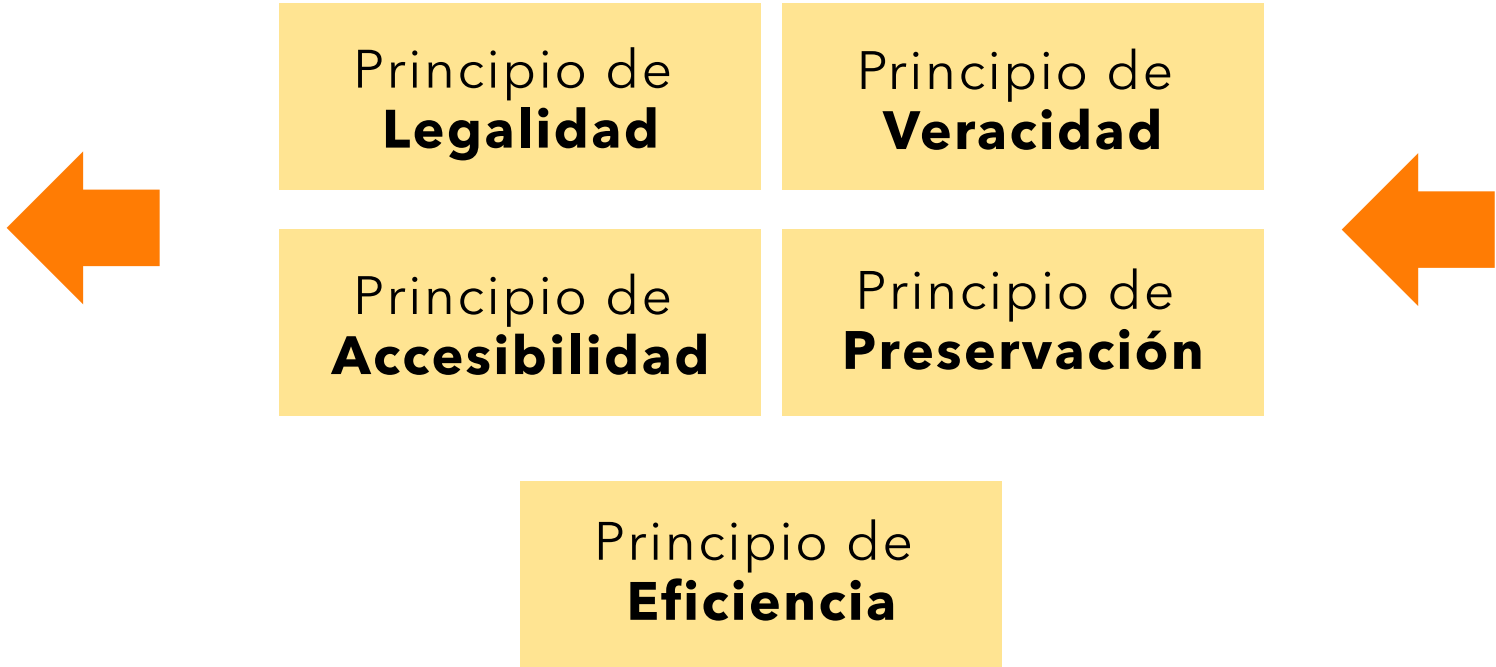 Principio de
Legalidad
Principio de
Veracidad
Principio de
Accesibilidad
Principio de
Preservación
Principio de
Eficiencia